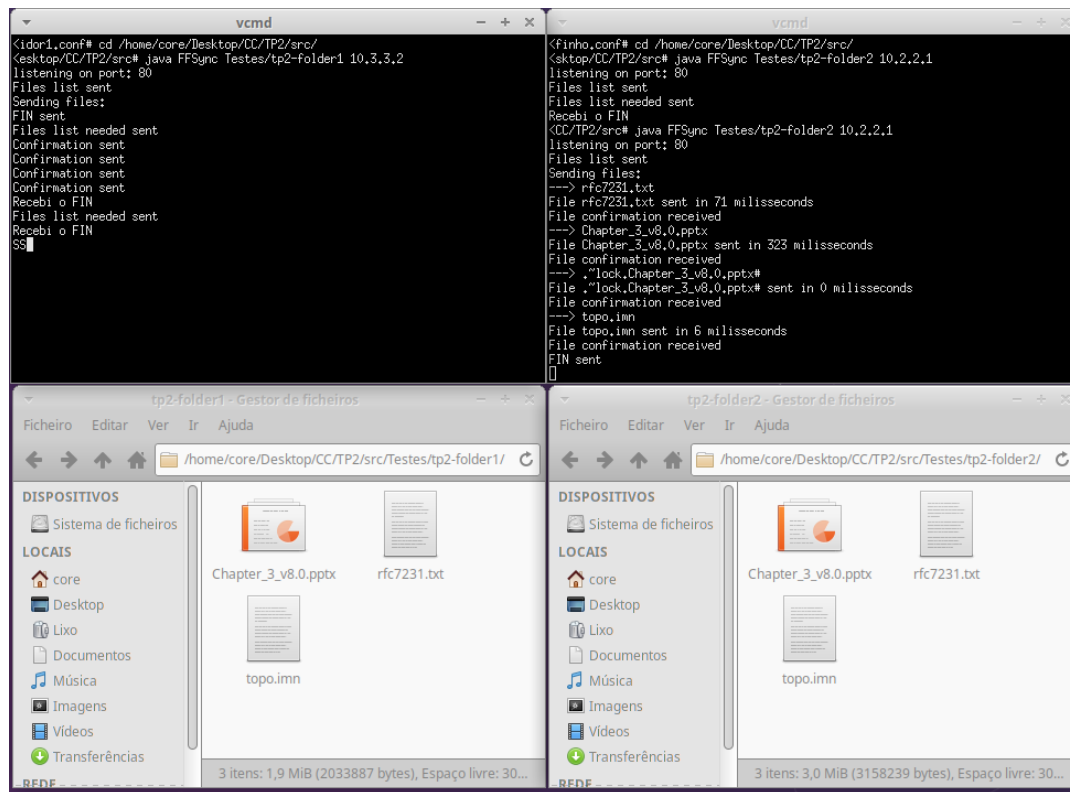 vcmd
<idor1.conf# cd /home/core/Desktop/CC/TP2/src/
<esktop/CC/TP2/src# java FFSync Testes/tp2-folder1 10.3.3.2
listening on port: 80
Files list sent
Sending files:
FIN sent
Files list needed sent
Confirmation sent
Confirmation sent
Confirmation sent
Confirmation sent
Recebi o FIN
Files list needed sent
Recebi o FIN
SS
vcmd
<finho.conf# cd /home/core/Desktop/CC/TP2/src/
<sktop/CC/TP2/src# java FFSync Testes/tp2-folder2 10.2.2.1
listening on port: 80
Files list sent
Files list needed sent
Recebi o FIN
<CC/TP2/src# java FFSync Testes/tp2-folder2 10.2.2.1
listening on port: 80
Files list sent
Sending files:
---> rfc7231.txt
File rfc7231.txt sent in 71 milisseconds
File confirmation received
---> Chapter_3_v8.0.pptx
File Chapter_3_v8.0.pptx sent in 323 milisseconds
File confirmation received
---> .~lock.Chapter_3_v8.0.pptx#
File .~lock.Chapter_3_v8.0.pptx# sent in 0 milisseconds
File confirmation received
---> topo.imn
File topo.imn sent in 6 milisseconds
File confirmation received
FIN sent
tp2-folder1 - Gestor de ficheiros
Ficheiro Editar Ver Ir Ajuda
/home/core/Desktop/CC/TP2/src/Testes/tp2-folder1/
DISPOSITIVOS
Sistema de ficheiros
LOCAIS
core
Desktop
Lixo
Documentos
Música
Imagens
Vídeos
Transferências
REDE
Chapter_3_v8.0.pptx
rfc7231.txt
topo.imn
3 itens: 1,9 MiB (2033887 bytes), Espaço livre: 30...
tp2-folder2 - Gestor de ficheiros
Ficheiro Editar Ver Ir Ajuda
/home/core/Desktop/CC/TP2/src/Testes/tp2-folder2/
DISPOSITIVOS
Sistema de ficheiros
LOCAIS
core
Desktop
Lixo
Documentos
Música
Imagens
Vídeos
Transferências
REDE
Chapter_3_v8.0.pptx
rfc7231.txt
topo.imn
3 itens: 3,0 MiB (3158239 bytes), Espaço livre: 30...